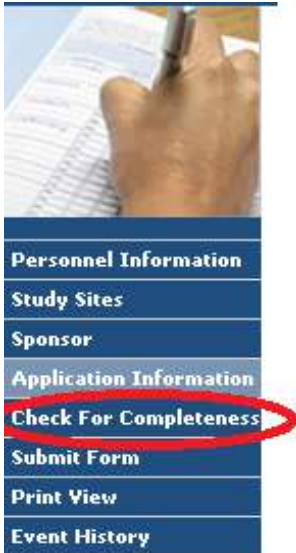 Personnel Information
Study Sites
Sponsor
Application Information
Check For Completeness
Submit Form
Print View
Event History